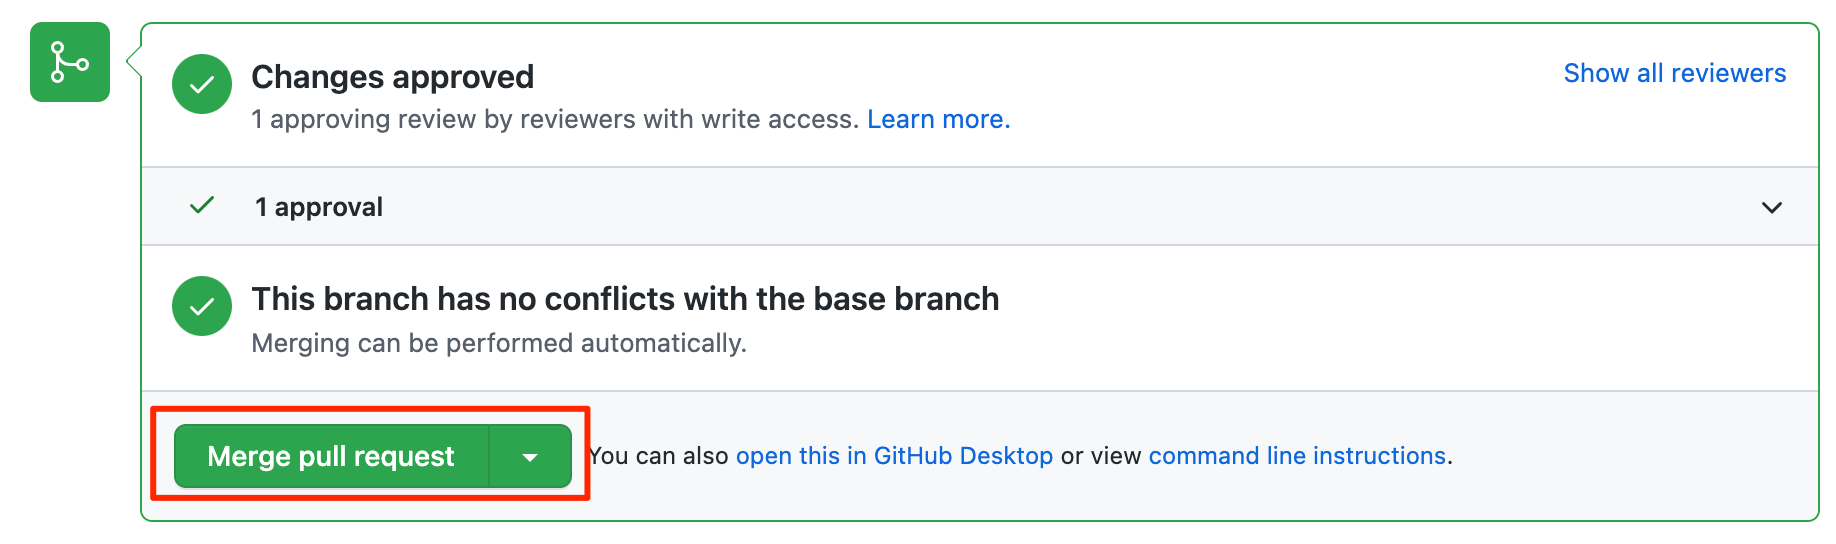 Changes approved
Show all reviewers
1 approving review by reviewers with write access. Learn more.
1 approval
This branch has no conflicts with the base branch
Merging can be performed automatically.
Merge pull request
You can also open this in GitHub Desktop or view command line instructions.